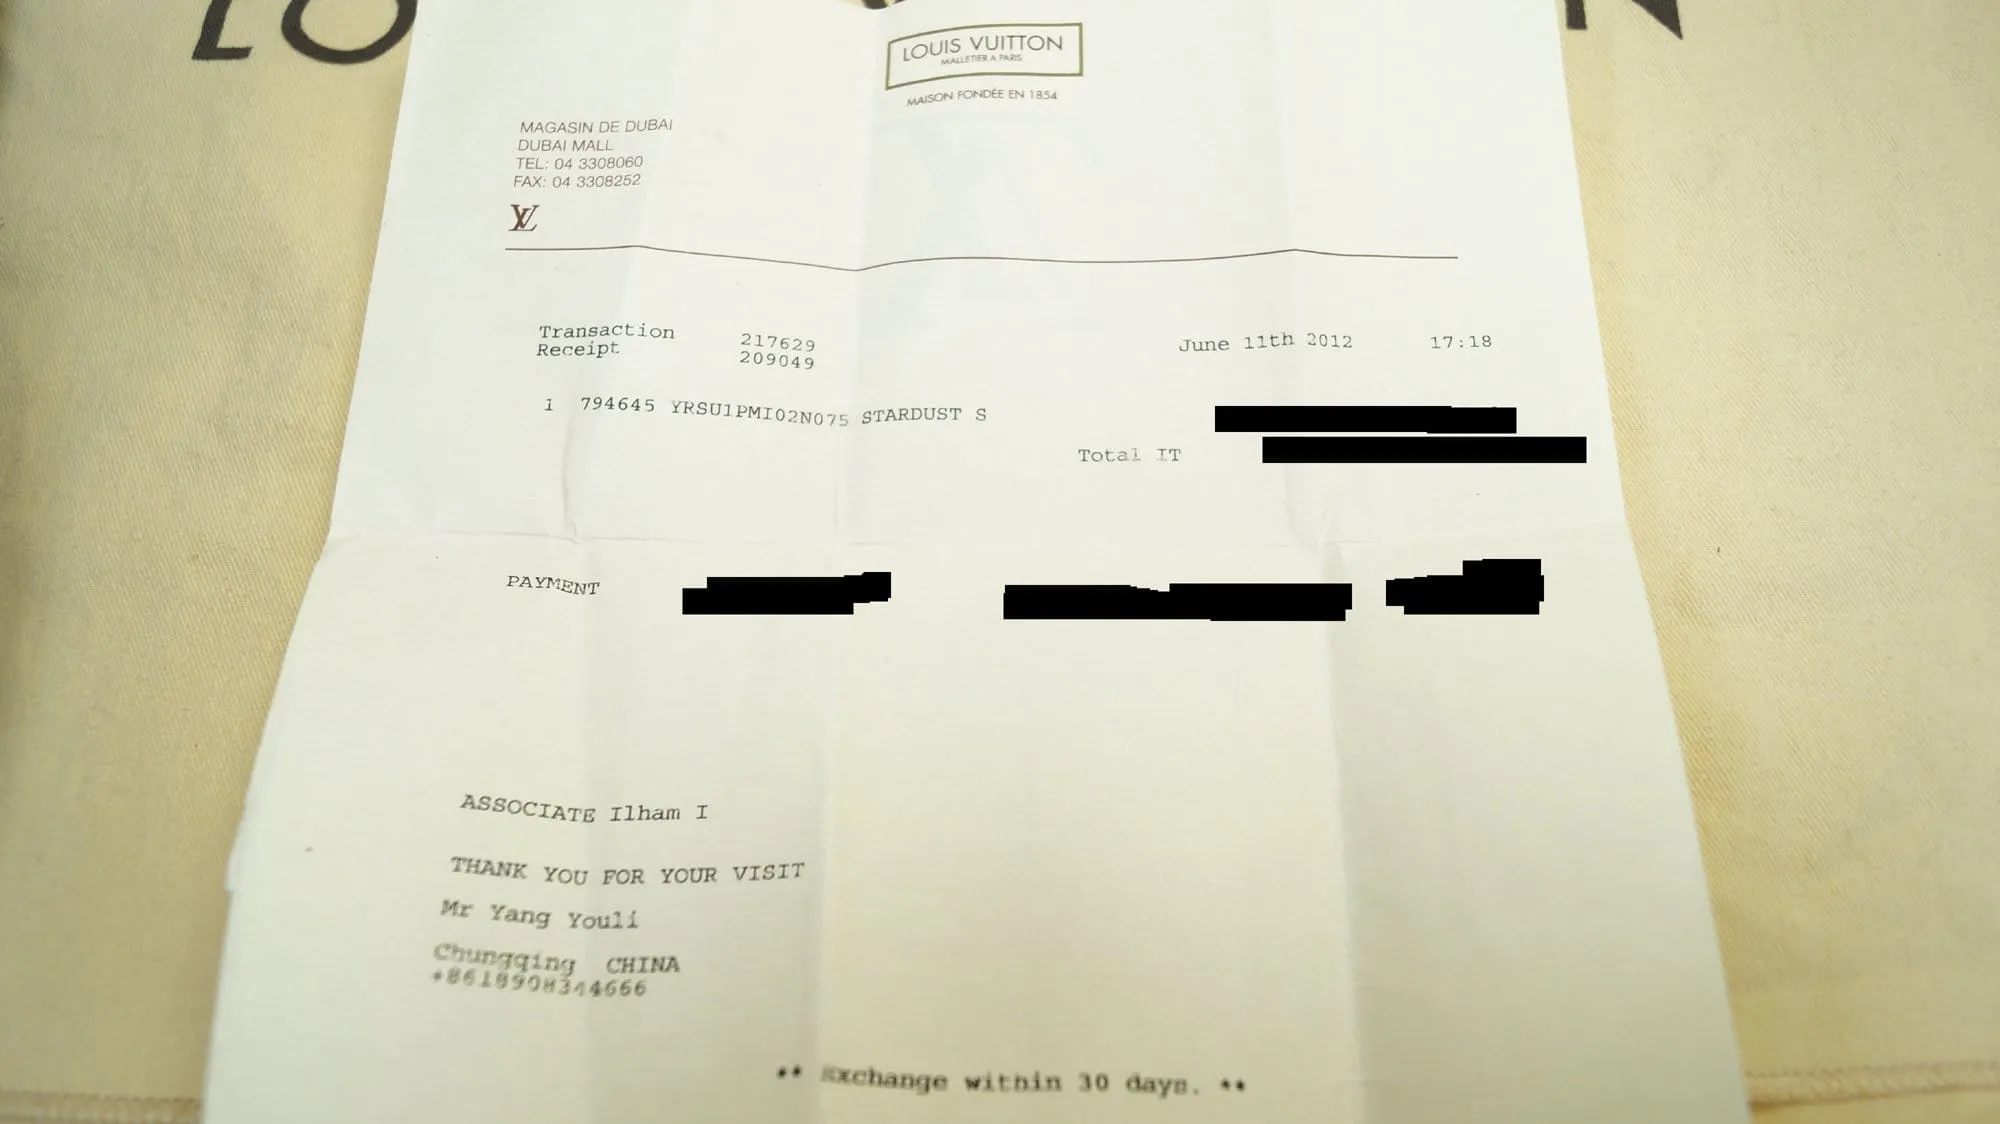 LOUIS VUITTON
MALLETIER A PARIS
MAISON FONDÉE EN 1854
MAGASIN DE DUBAI
DUBAI MALL
TEL: 04 3308060
FAX: 04 3308252
LV
Transaction 217629 June 11th 2012 17:18
Receipt 209049
1 794645 YRSU1PMI02N075 STARDUST S
Total IT
PAYMENT
ASSOCIATE Ilham I
THANK YOU FOR YOUR VISIT
Mr Yang Youli
Chungqing CHINA
+8618908344666
** Exchange within 30 days. **